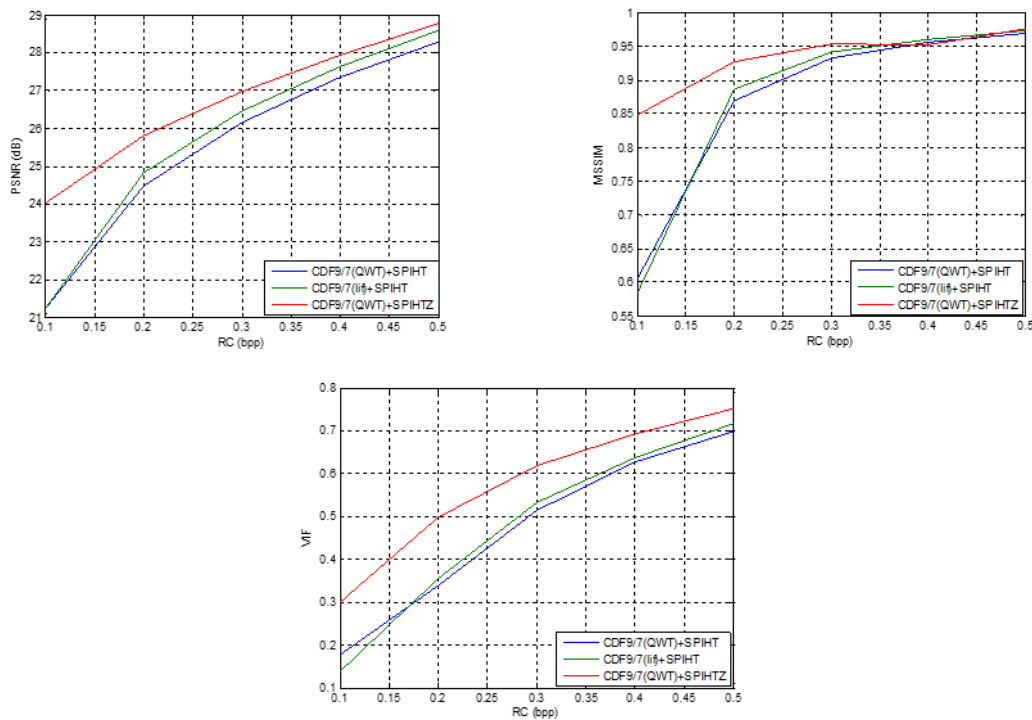 29
28
27
26
25
24
23
22
21
PSNR (dB)
0.1 0.15 0.2 0.25 0.3 0.35 0.4 0.45 0.5
RC (bpp)
CDF9/7(QWT)+SPIHT
CDF9/7(lif)+SPIHT
CDF9/7(QWT)+SPIHTZ
1
0.95
0.9
0.85
0.8
0.75
0.7
0.65
0.6
0.55
MSSIM
0.1 0.15 0.2 0.25 0.3 0.35 0.4 0.45 0.5
RC (bpp)
CDF9/7(QWT)+SPIHT
CDF9/7(lif)+SPIHT
CDF9/7(QWT)+SPIHTZ
0.8
0.7
0.6
0.5
0.4
0.3
0.2
0.1
VIF
0.1 0.15 0.2 0.25 0.3 0.35 0.4 0.45 0.5
RC (bpp)
CDF9/7(QWT)+SPIHT
CDF9/7(lif)+SPIHT
CDF9/7(QWT)+SPIHTZ